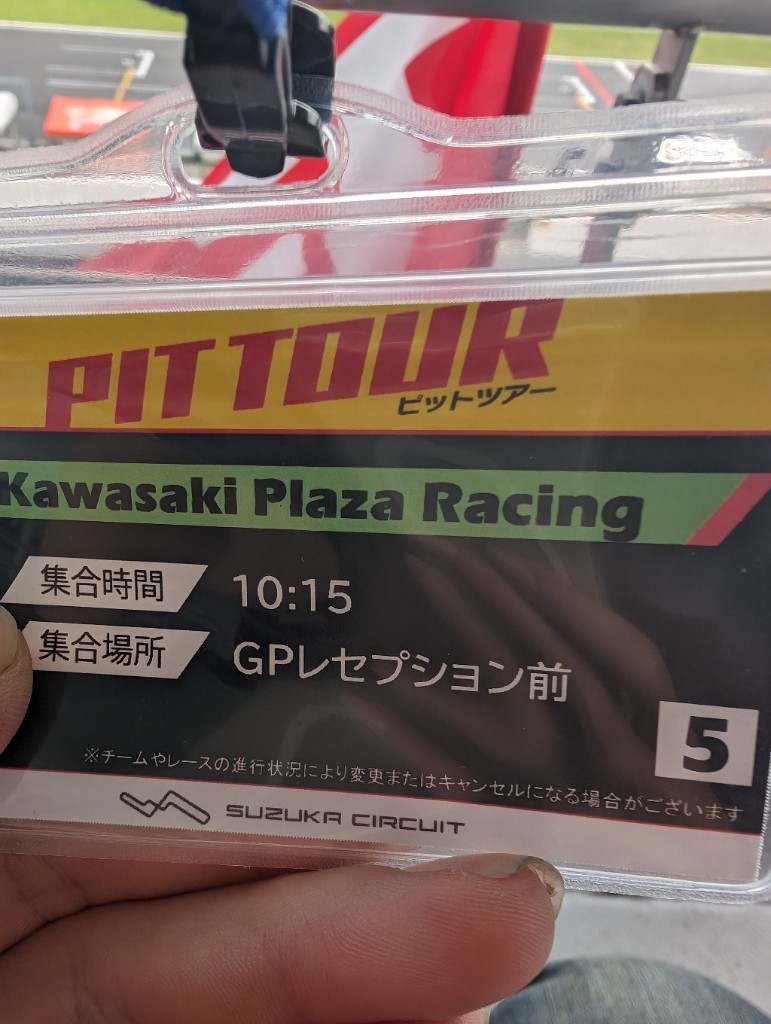 PIT TOUR
ピットツアー
Kawasaki Plaza Racing
集合時間 10:15
集合場所 GPレセプション前
5
※チームやレースの進行状況により変更またはキャンセルになる場合がございます
SUZUKA CIRCUIT